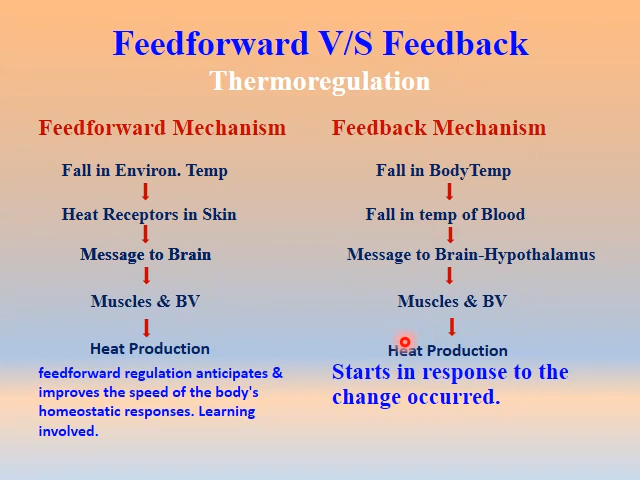 Feedforward V/S Feedback
Thermoregulation
Feedforward Mechanism
Fall in Environ. Temp
Heat Receptors in Skin
Message to Brain
Muscles & BV
Heat Production
feedforward regulation anticipates &
improves the speed of the body's
homeostatic responses. Learning
involved.
Feedback Mechanism
Fall in BodyTemp
Fall in temp of Blood
Message to Brain-Hypothalamus
Muscles & BV
Heat Production
Starts in response to the
change occurred.